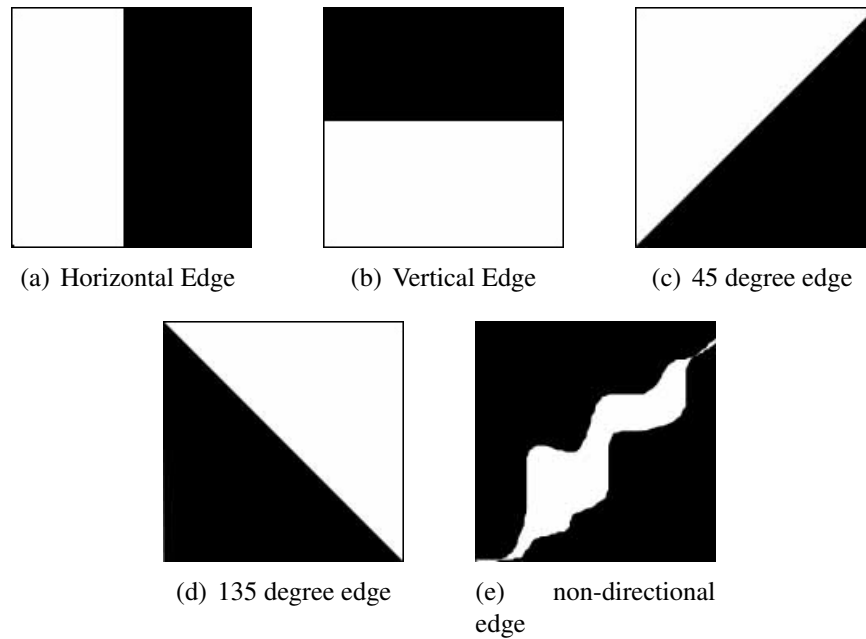 (a) Horizontal Edge
(b) Vertical Edge
(c) 45 degree edge
(d) 135 degree edge
(e) non-directional
edge